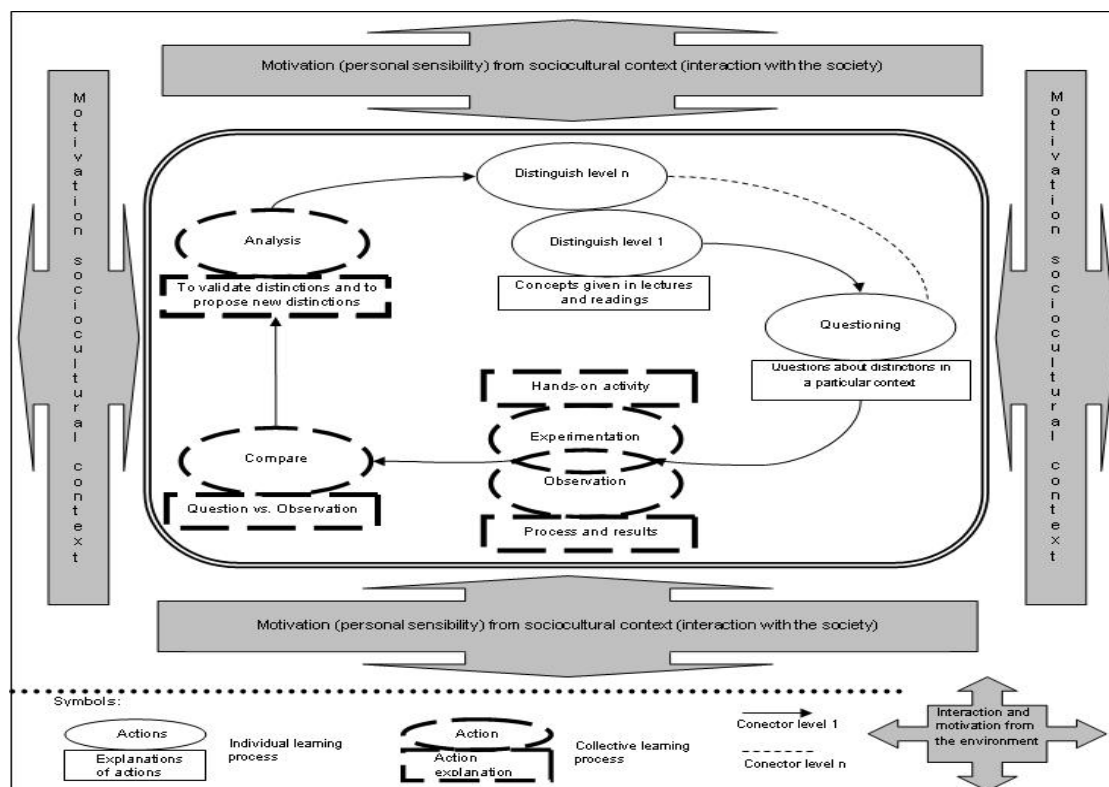 Motivation (personal sensibility) from sociocultural context (interaction with the society)
Motivation sociocultural context
Distinguish level n
Distinguish level 1
Concepts given in lectures
and readings
Analysis
To validate distinctions and to
propose new distinctions
Questioning
Questions about distinctions in
a particular context
Hands-on activity
Experimentation
Observation
Process and results
Compare
Question vs. Observation
Motivation sociocultural context
Motivation (personal sensibility) from sociocultural context (interaction with the society)
Symbols:
Actions
Explanations
of actions
Individual learning
process
Action
Action
explanation
Collective learning
process
Conector level 1
Conector level n
Interaction and
motivation from
the environment